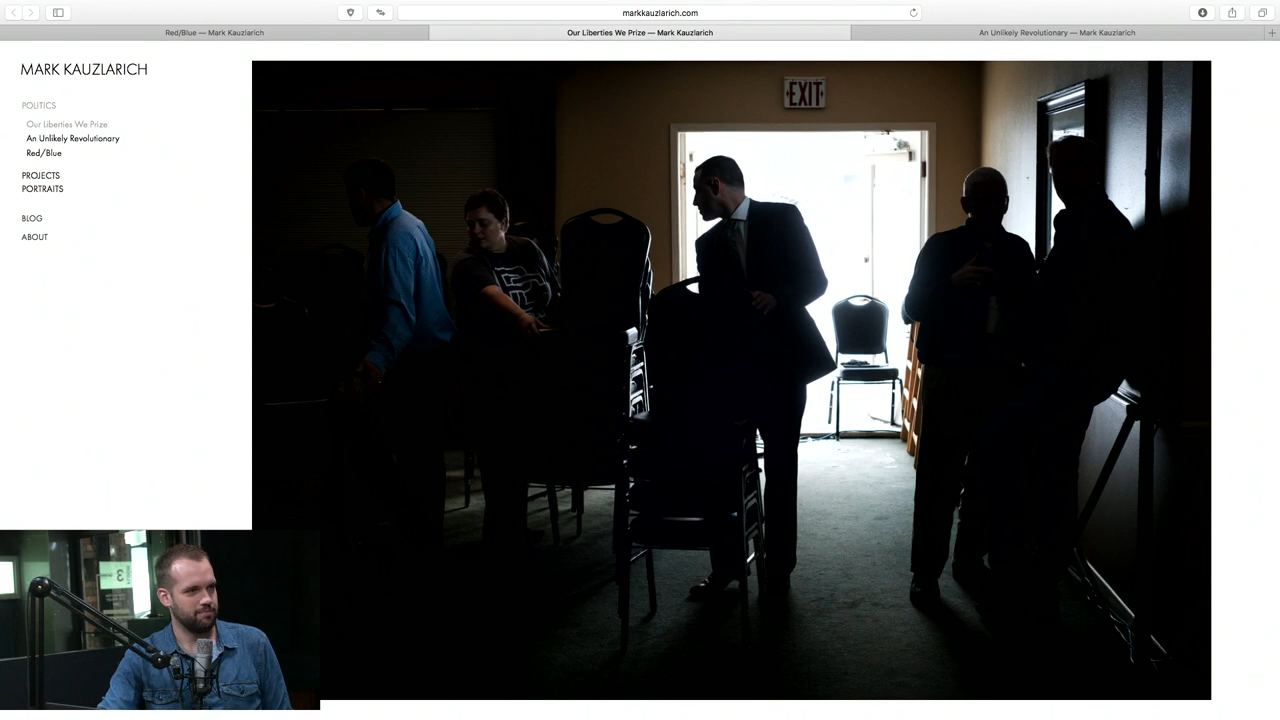 markkauzlarich.com
Red/Blue — Mark Kauzlarich
Our Liberties We Prize — Mark Kauzlarich
An Unlikely Revolutionary — Mark Kauzlarich
MARK KAUZLARICH
POLITICS
Our Liberties We Prize
An Unlikely Revolutionary
Red/Blue
PROJECTS
PORTRAITS
BLOG
ABOUT
EXIT
3